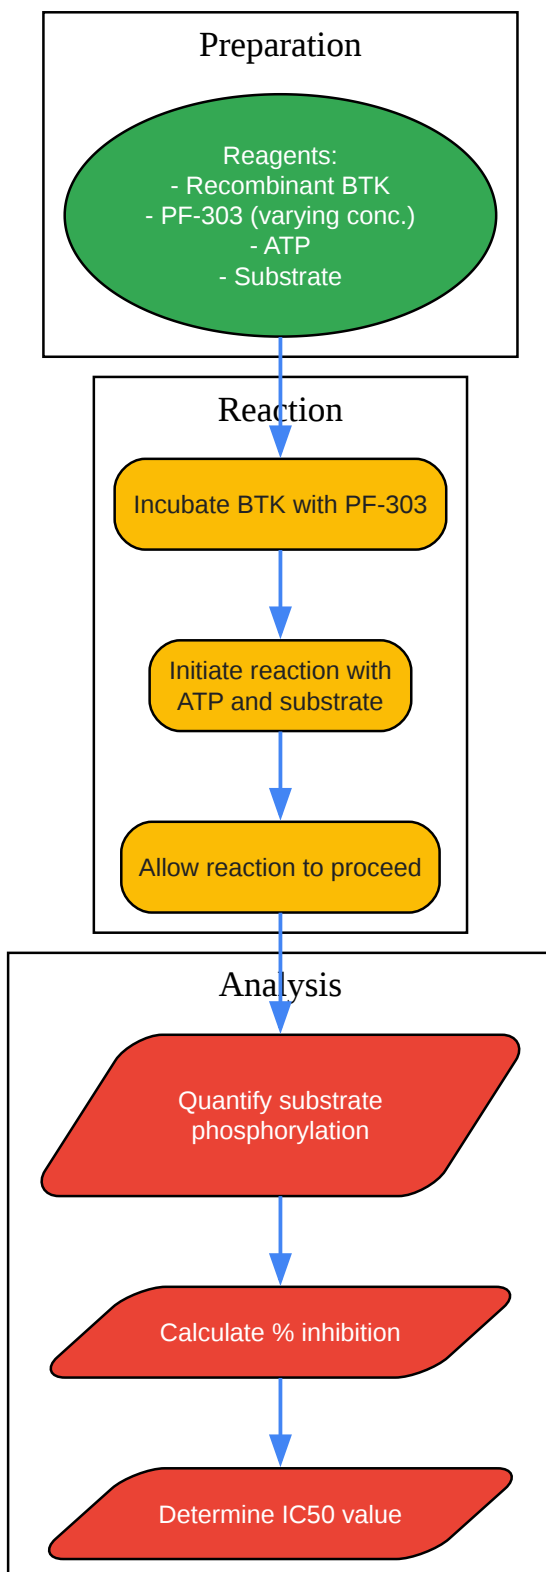 Preparation
Reagents:
- Recombinant BTK
- PF-303 (varying conc.)
- ATP
- Substrate
Reaction
Incubate BTK with PF-303
Initiate reaction with
ATP and substrate
Allow reaction to proceed
Analysis
Quantify substrate
phosphorylation
Calculate % inhibition
Determine IC50 value